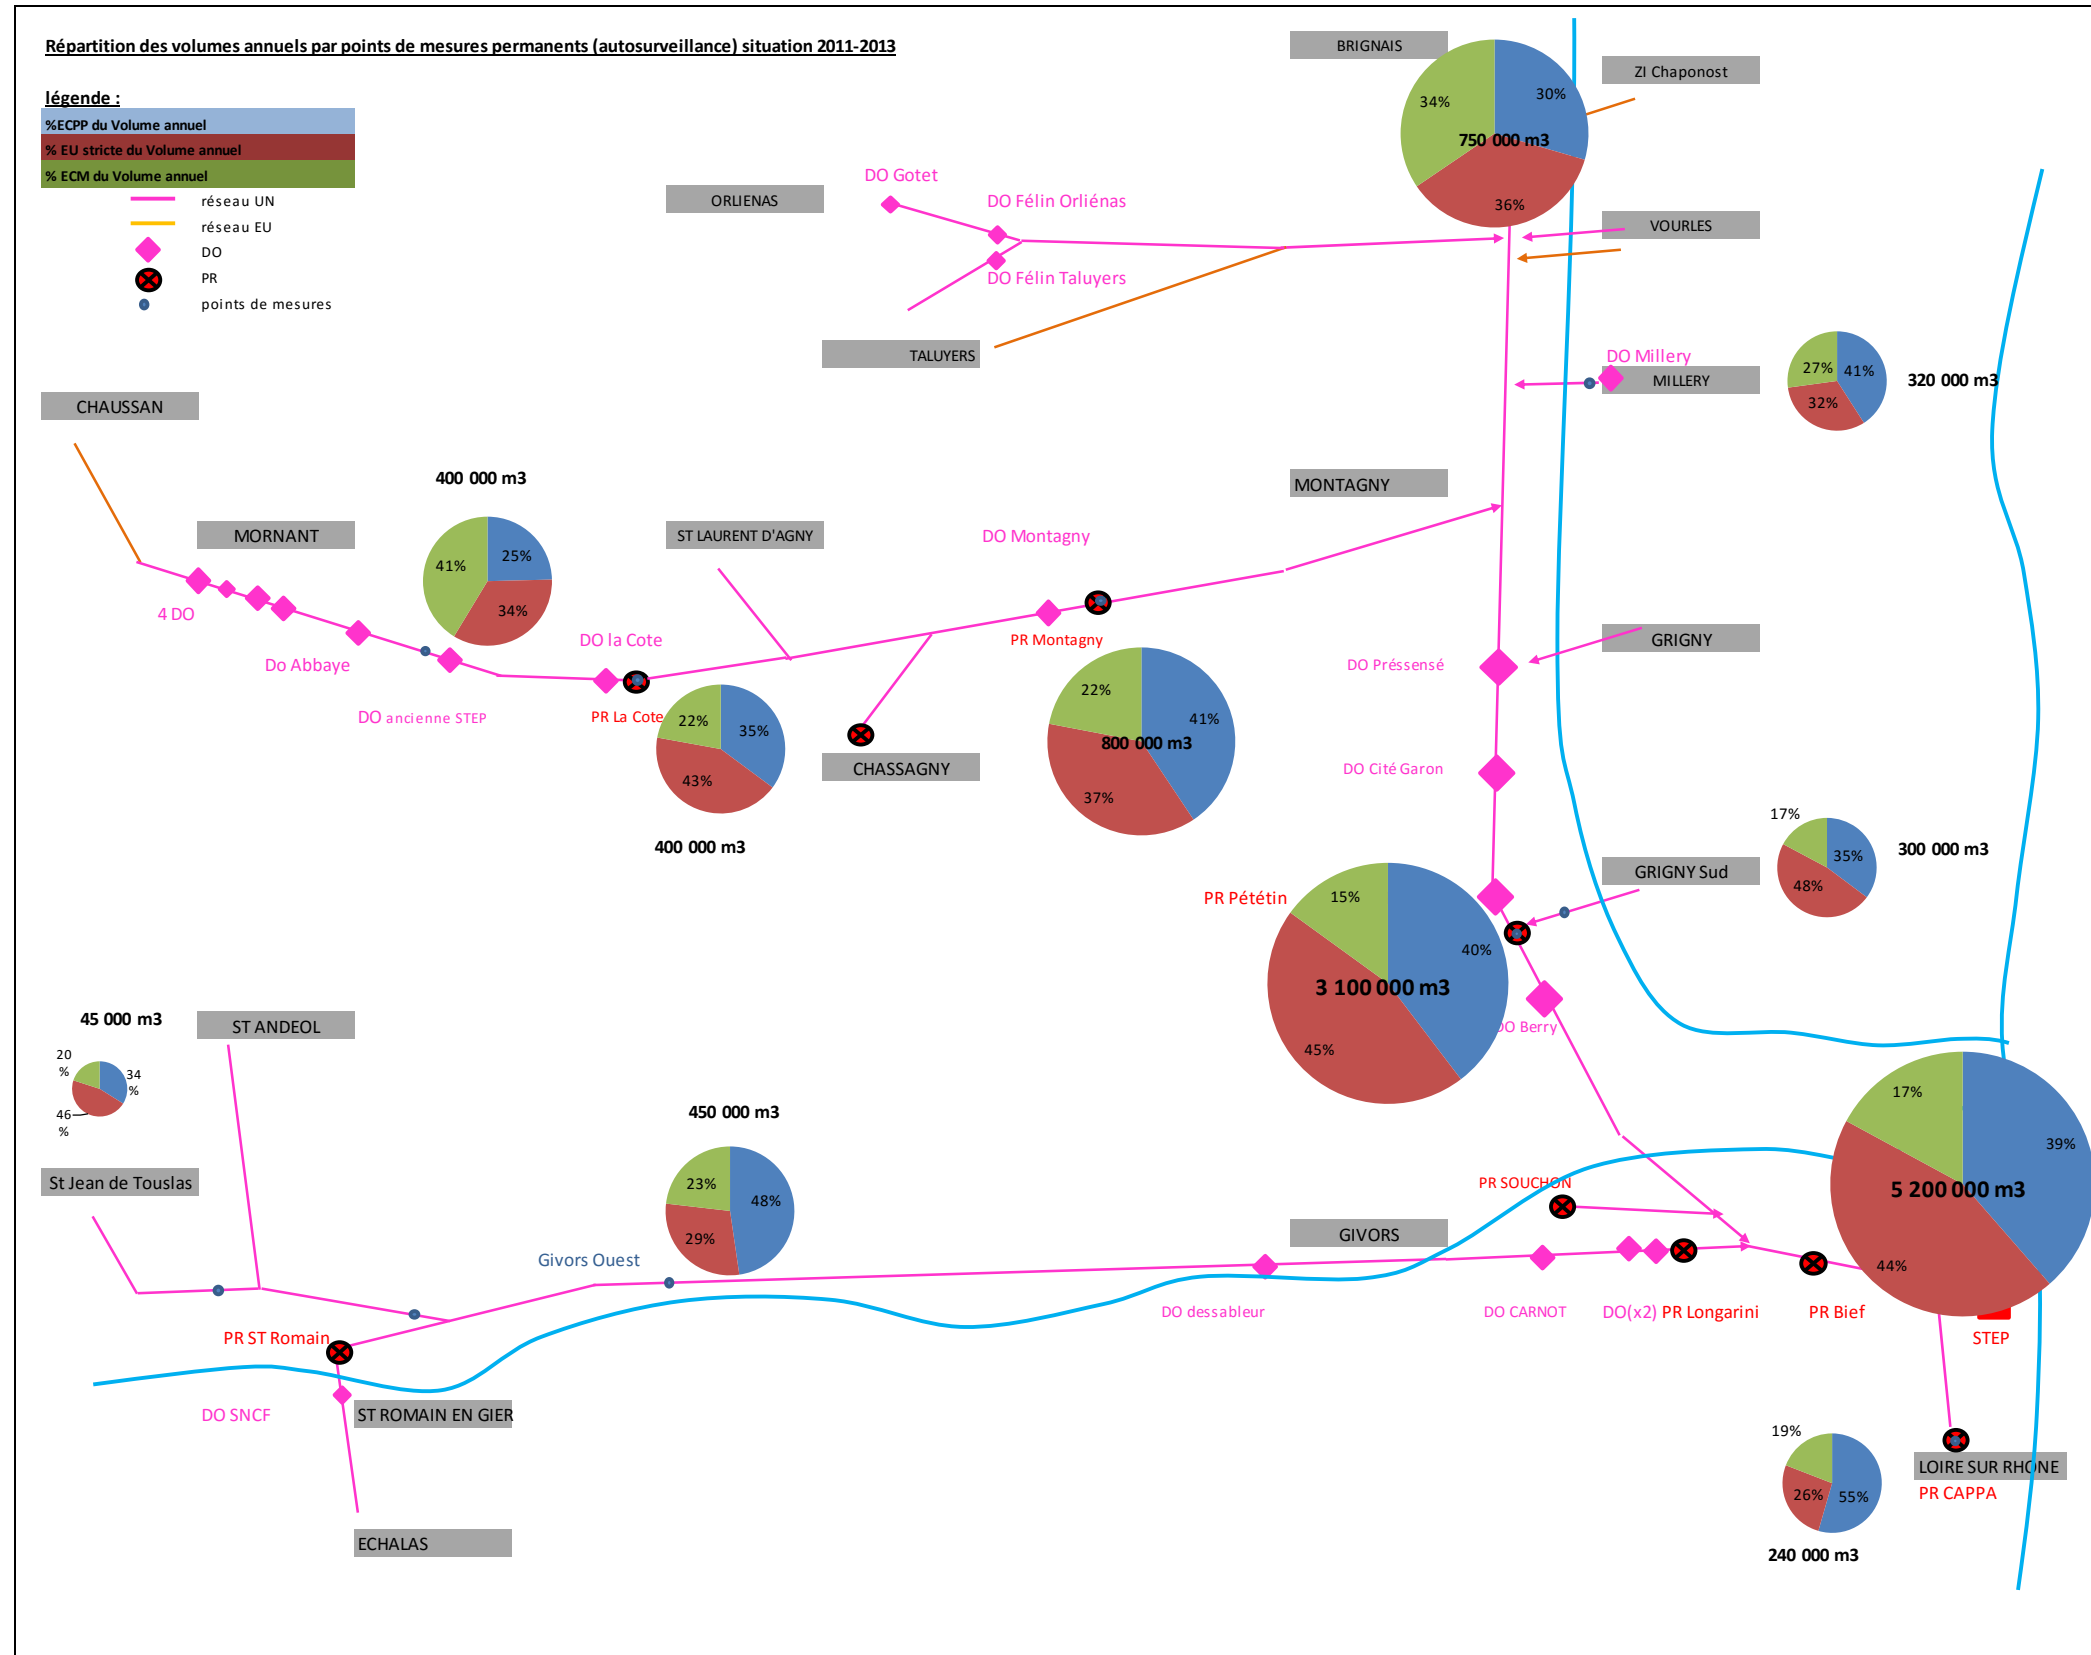 Répartition des volumes annuels par points de mesures permanents (autosurveillance) situation 2011-2013
légende :
%ECPP du Volume annuel
% EU stricte du Volume annuel
% ECM du Volume annuel
réseau UN
réseau EU
DO
PR
points de mesures
BRIGNAIS
ZI Chaponost
34%
30%
750 000 m3
36%
DO Gotet
ORLIENAS
DO Félin Orliénas
VOURLES
DO Félin Taluyers
TALUYERS
DO Millery
MILLERY
27%
41%
32%
320 000 m3
CHAUSSAN
400 000 m3
MORNANT
41%
25%
34%
ST LAURENT D'AGNY
DO Montagny
MONTAGNY
4 DO
Do Abbaye
DO la Cote
PR Montagny
DO Préssensé
GRIGNY
DO ancienne STEP
PR La Cote
22%
35%
43%
400 000 m3
CHASSAGNY
22%
41%
800 000 m3
37%
DO Cité Garon
17%
35%
48%
300 000 m3
GRIGNY Sud
PR Pététin
15%
40%
3 100 000 m3
45%
DO Berry
45 000 m3
ST ANDEOL
20
%
34
%
46
%
450 000 m3
17%
39%
5 200 000 m3
44%
St Jean de Touslas
23%
48%
29%
PR SOUCHON
GIVORS
Givors Ouest
DO dessableur
DO CARNOT
DO(x2)
PR Longarini
PR Bief
STEP
PR ST Romain
DO SNCF
ST ROMAIN EN GIER
19%
26%
55%
LOIRE SUR RHONE
PR CAPPA
ECHALAS
240 000 m3